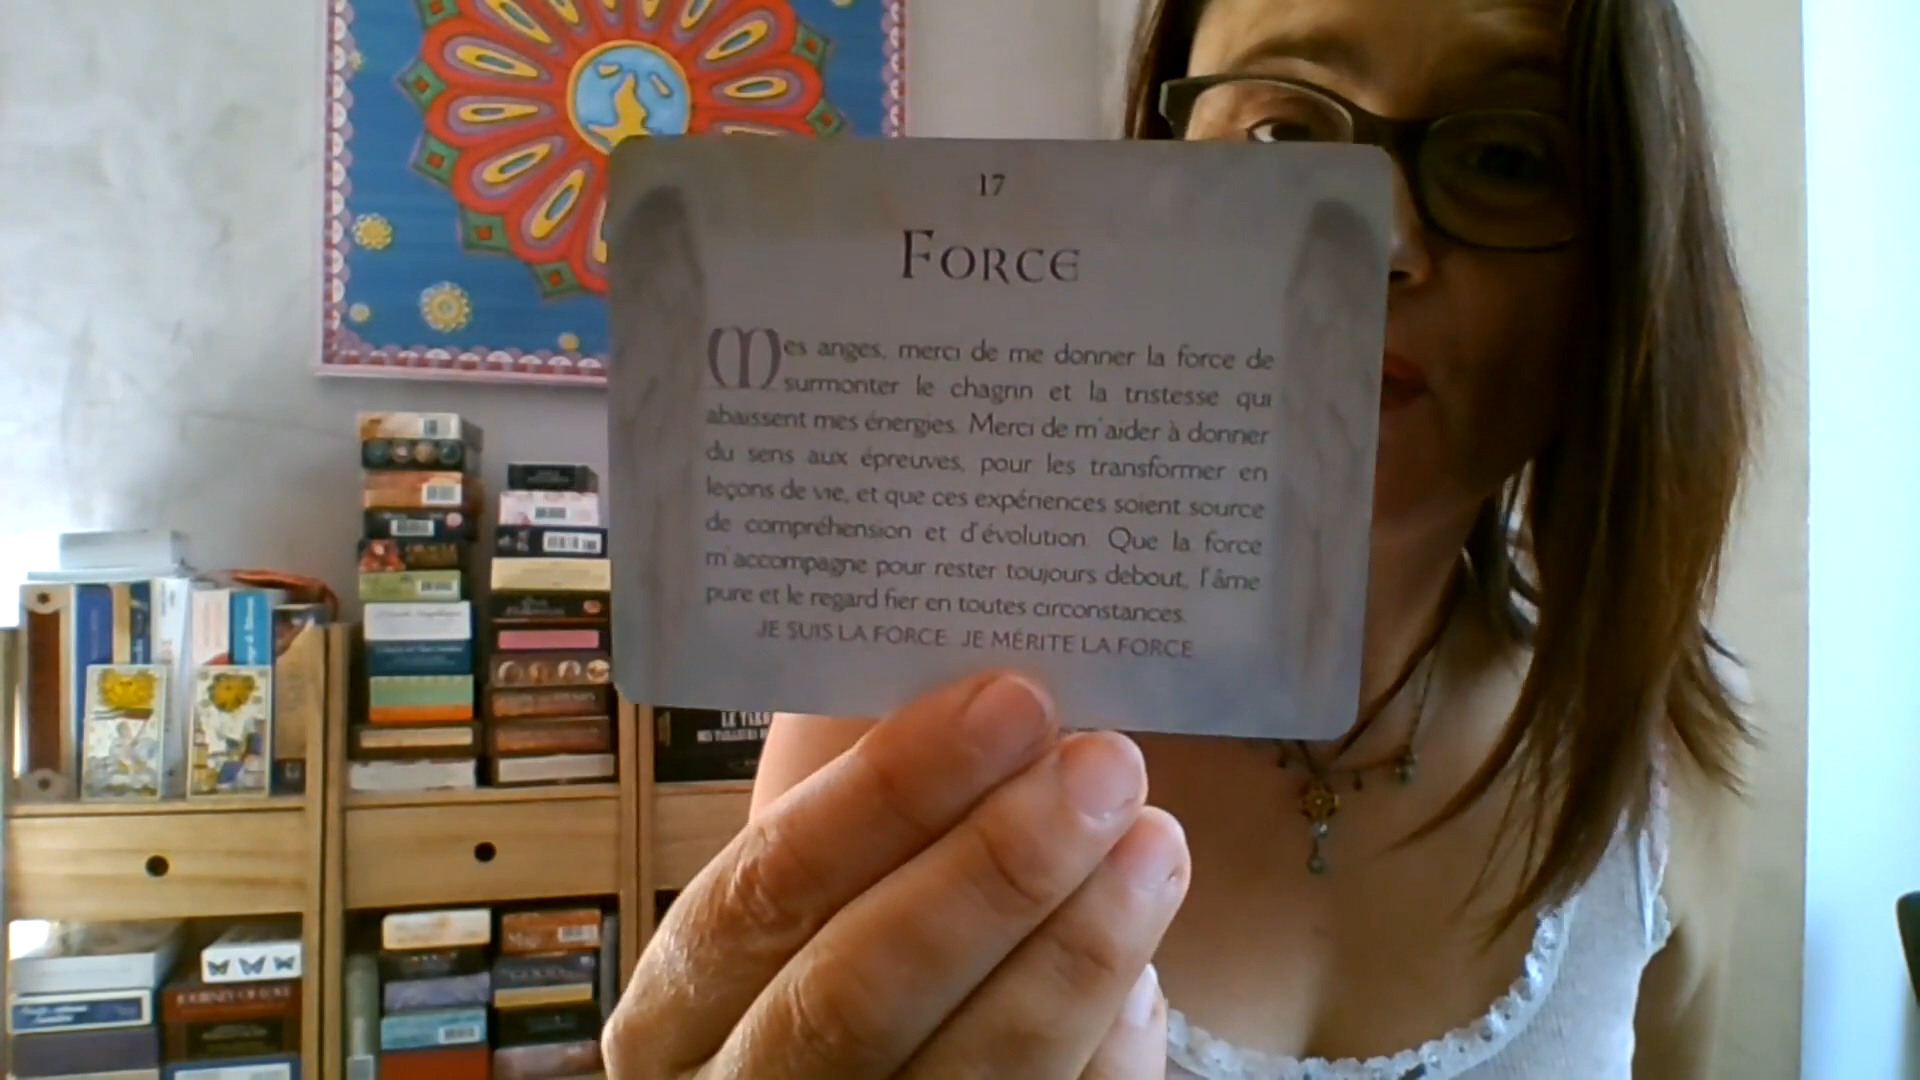 17
FORCE
Mes anges, merci de me donner la force de
surmonter le chagrin et la tristesse qui
abaissent mes énergies. Merci de m'aider à donner
du sens aux épreuves, pour les transformer en
leçons de vie, et que ces expériences soient source
de compréhension et d'évolution. Que la force
m'accompagne pour rester toujours debout, l'âme
pure et le regard fier en toutes circonstances.
JE SUIS LA FORCE. JE MÉRITE LA FORCE.
JOURNEY OF LOVE